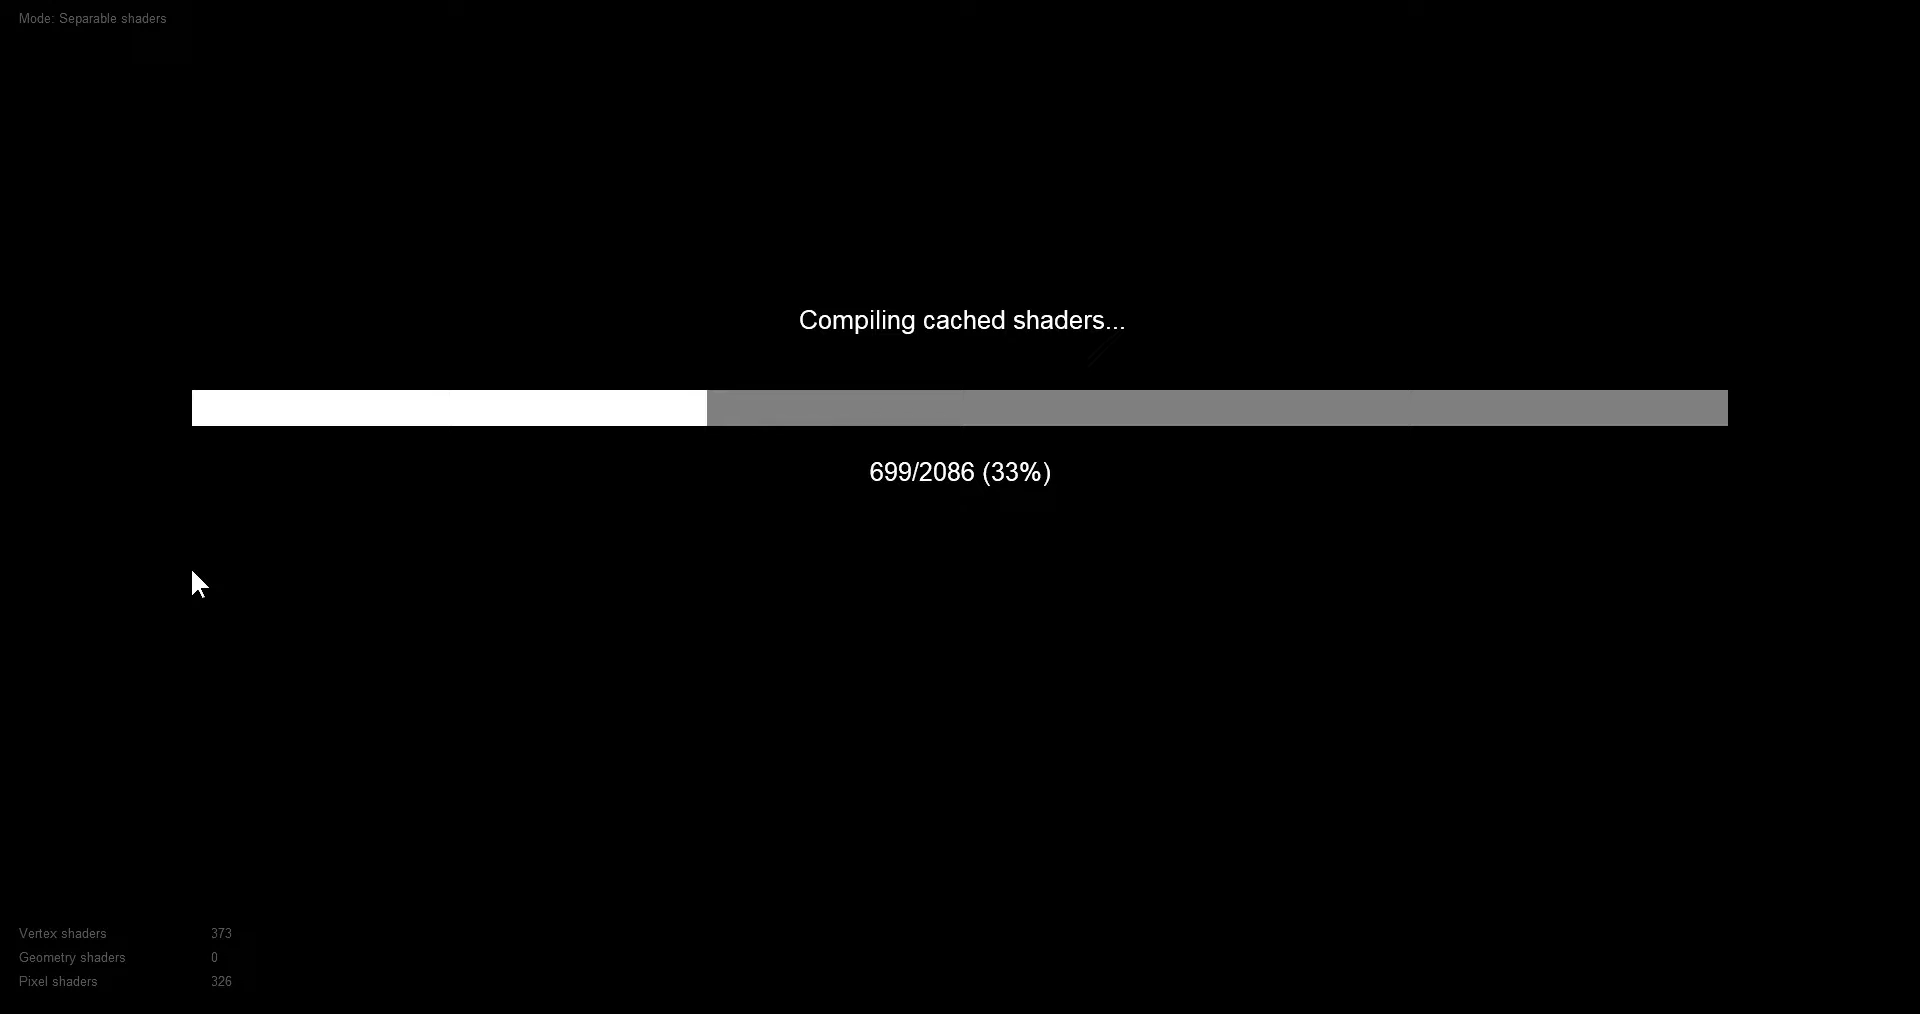 Mode: Separable shaders
Compiling cached shaders...
699/2086 (33%)
Vertex shaders 373
Geometry shaders 0
Pixel shaders 326